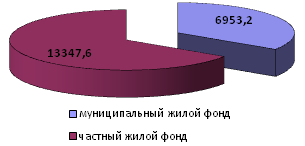 6953,2
13347,6
муниципальный жилой фонд
частный жилой фонд